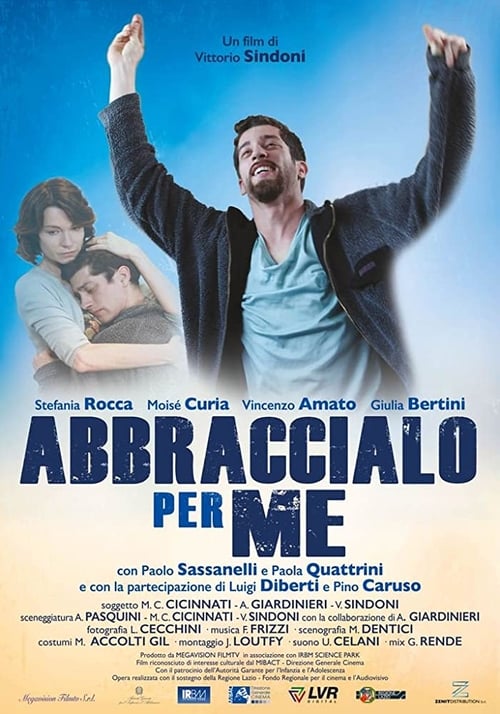 Un film di
Vittorio Sindoni
Stefania Rocca Moisé Curia Vincenzo Amato Giulia Bertini
ABBRACCIALO
PER ME
con Paolo Sassanelli e Paola Quattrini
e con la partecipazione di Luigi Diberti e Pino Caruso
soggetto M. C. CICINNATI - A. GIARDINIERI - V. SINDONI
sceneggiatura A. PASQUINI - M. C. CICINNATI - V. SINDONI con la collaborazione di A. GIARDINIERI
fotografia L. CECCHINI • musica F. FRIZZI • scenografia M. DENTICI
costumi M. ACCOLTI GIL • montaggio J. LOUTFY • suono U. CELANI • mix G. RENDE
Prodotto da MEGAVISION FILMTV in associazione con IRBM SCIENCE PARK
Film riconosciuto di interesse culturale dal MIBACT - Direzione Generale Cinema
Con il patrocinio dell'Autorità Garante per l'Infanzia e l'Adolescenza
Opera realizzata con il sostegno della Regione Lazio - Fondo Regionale per il cinema e l'Audiovisivo
Megavision Filmtv S.r.l.
IRBM
CINEMA
LVR
DIGITAL
ZENIT DISTRIBUTION S.r.l.